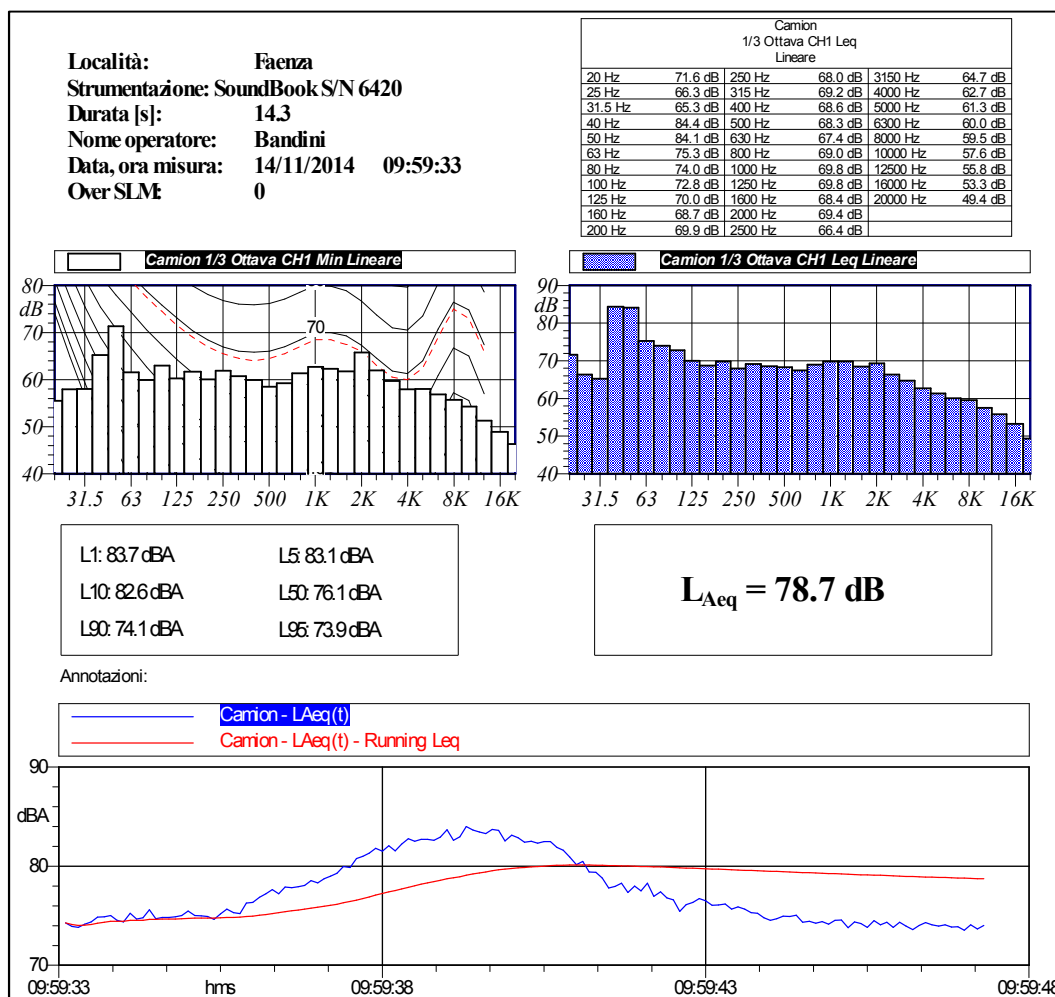 Località: Faenza
Strumentazione: SoundBook S/N 6420
Durata [s]: 14.3
Nome operatore: Bandini
Data, ora misura: 14/11/2014 09:59:33
Over SLM: 0
Camion
1/3 Ottava CH1 Leq
Lineare
20 Hz 71.6 dB 250 Hz 68.0 dB 3150 Hz 64.7 dB
25 Hz 66.3 dB 315 Hz 69.2 dB 4000 Hz 62.7 dB
31.5 Hz 65.3 dB 400 Hz 68.6 dB 5000 Hz 61.3 dB
40 Hz 84.4 dB 500 Hz 68.3 dB 6300 Hz 60.0 dB
50 Hz 84.1 dB 630 Hz 67.4 dB 8000 Hz 59.5 dB
63 Hz 75.3 dB 800 Hz 69.0 dB 10000 Hz 57.6 dB
80 Hz 74.0 dB 1000 Hz 69.8 dB 12500 Hz 55.8 dB
100 Hz 72.8 dB 1250 Hz 69.8 dB 16000 Hz 53.3 dB
125 Hz 70.0 dB 1600 Hz 68.4 dB 20000 Hz 49.4 dB
160 Hz 68.7 dB 2000 Hz 69.4 dB
200 Hz 69.9 dB 2500 Hz 66.4 dB
Camion 1/3 Ottava CH1 Min Lineare
80
dB
70
60
50
40
70
31.5 63 125 250 500 1K 2K 4K 8K 16K
Camion 1/3 Ottava CH1 Leq Lineare
90
dB
80
70
60
50
40
31.5 63 125 250 500 1K 2K 4K 8K 16K
L1: 83.7 dBA L5: 83.1 dBA
L10: 82.6 dBA L50: 76.1 dBA
L90: 74.1 dBA L95: 73.9 dBA
LAeq = 78.7 dB
Annotazioni:
Camion - LAeq(t)
Camion - LAeq(t) - Running Leq
90
dBA
80
70
09:59:33 hms 09:59:38 09:59:43 09:59:48